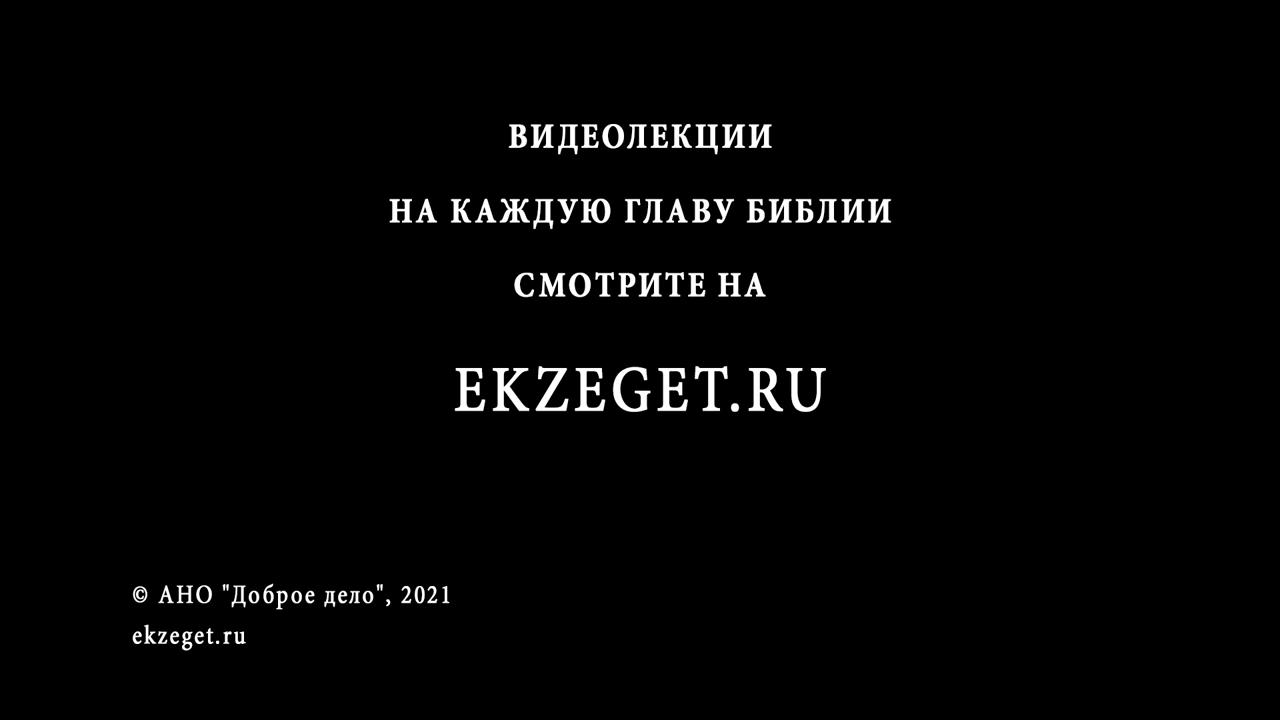 ВИДЕОЛЕКЦИИ
НА КАЖДУЮ ГЛАВУ БИБЛИИ
СМОТРИТЕ НА
EKZEGET.RU
© АНО "Доброе дело", 2021
ekzeget.ru